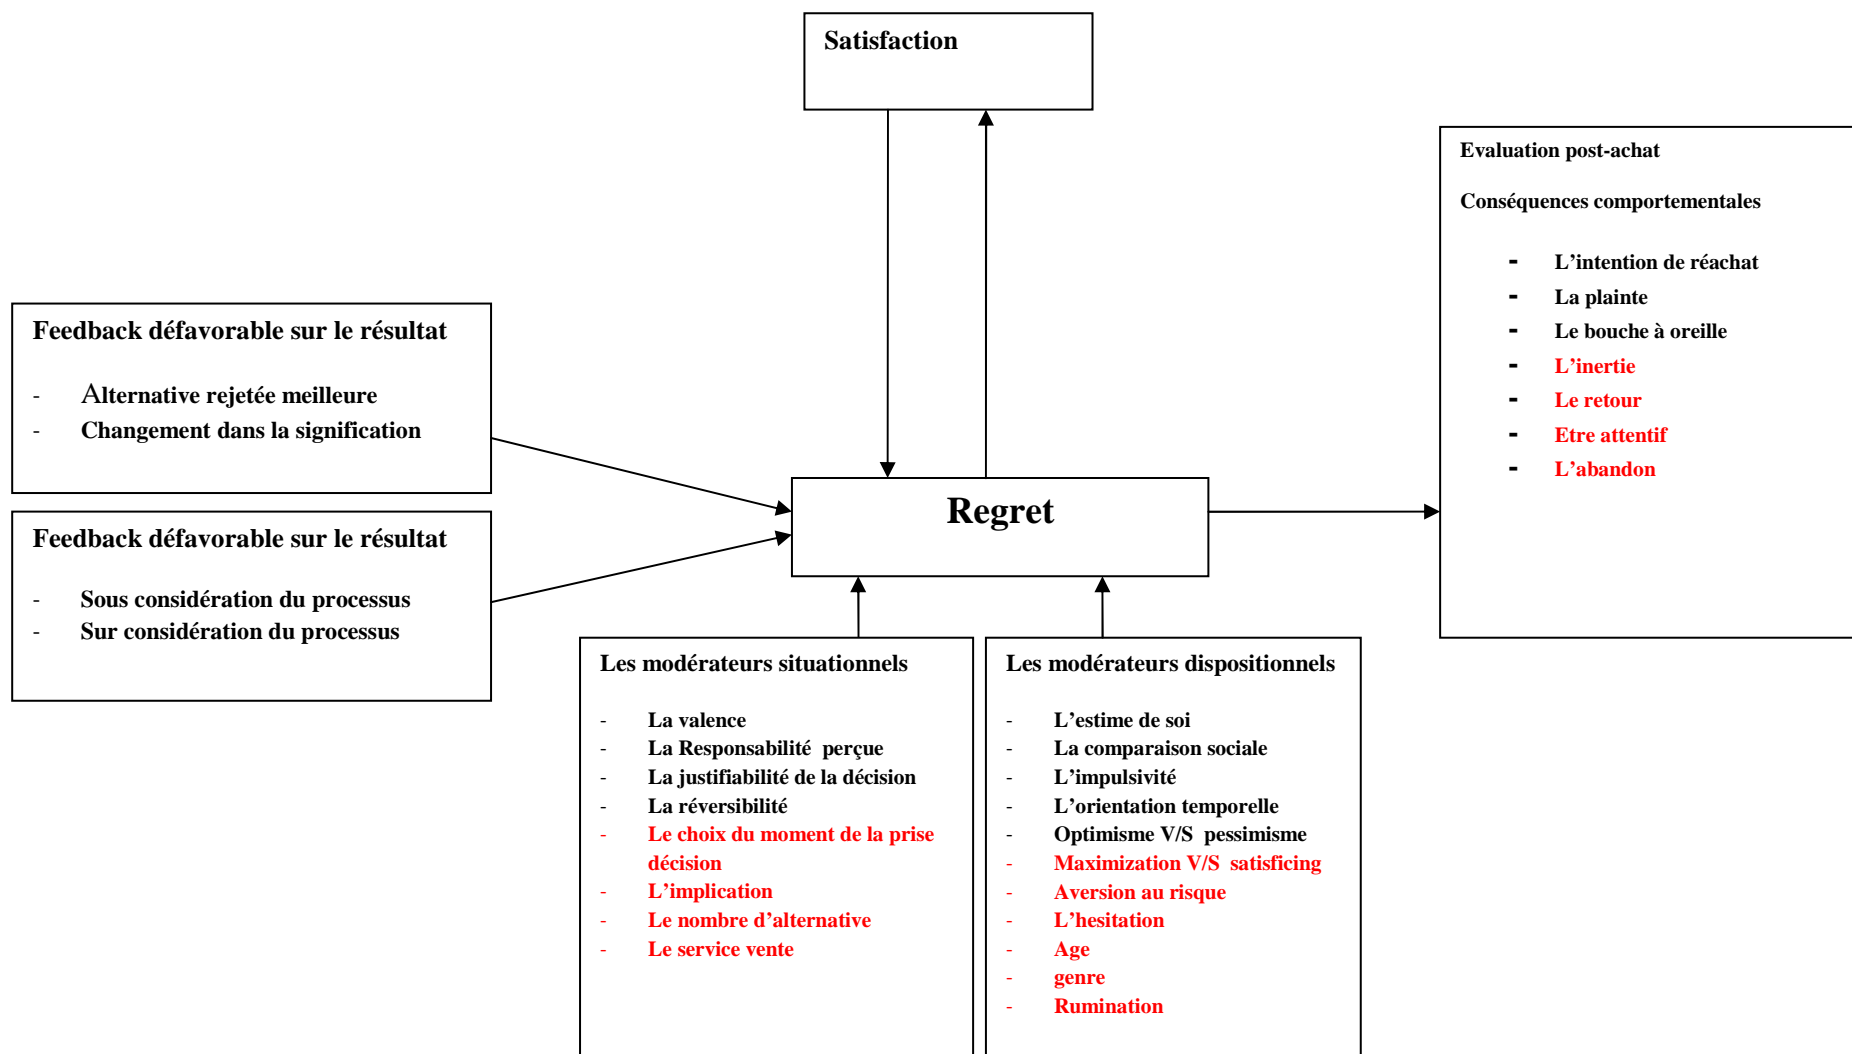 Satisfaction
Evaluation post-achat
Conséquences comportementales
- L’intention de réachat
- La plainte
- Le bouche à oreille
- L’inertie
- Le retour
- Etre attentif
- L’abandon
Feedback défavorable sur le résultat
- Alternative rejetée meilleure
- Changement dans la signification
Regret
Feedback défavorable sur le résultat
- Sous considération du processus
- Sur considération du processus
Les modérateurs situationnels
- La valence
- La Responsabilité perçue
- La justifiabilité de la décision
- La réversibilité
- Le choix du moment de la prise
décision
- L’implication
- Le nombre d’alternative
- Le service vente
Les modérateurs dispositionnels
- L’estime de soi
- La comparaison sociale
- L’impulsivité
- L’orientation temporelle
- Optimisme V/S pessimisme
- Maximization V/S satisficing
- Aversion au risque
- L’hesitation
- Age
- genre
- Rumination